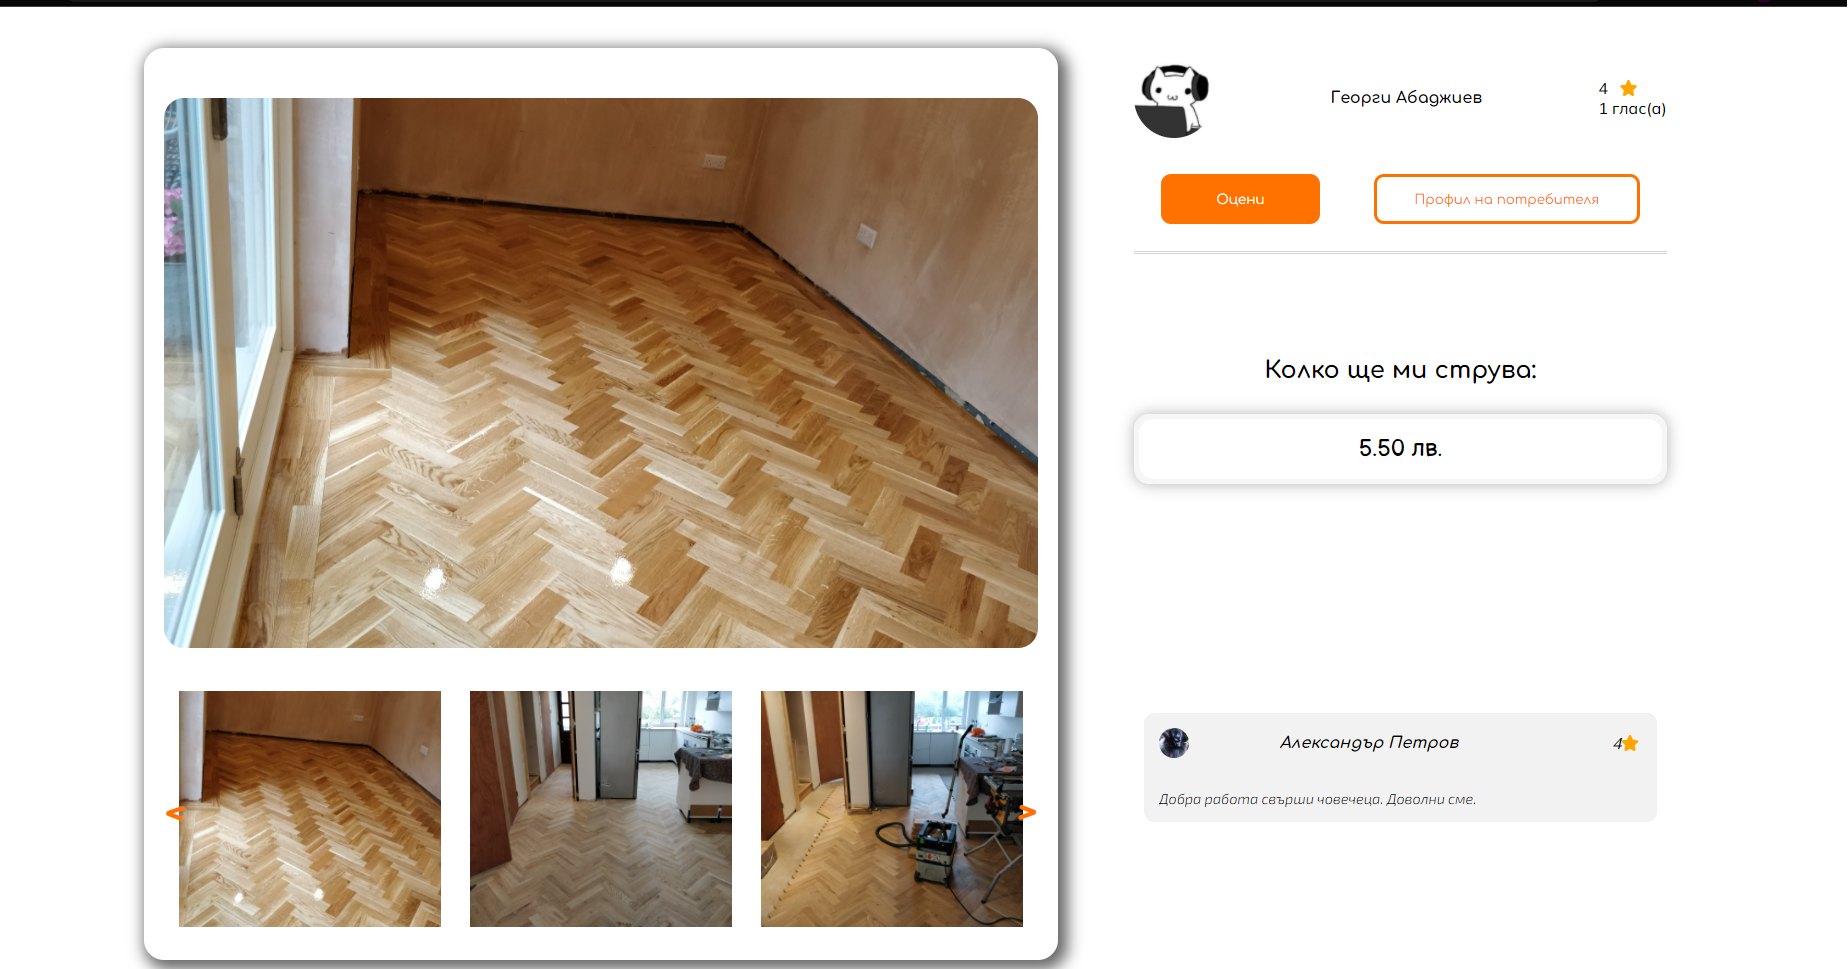 Георги Абаджиев
4
1 глас(а)
Оцени
Профил на потребителя
Колко ще ми струва:
5.50 лв.
<
>
Александър Петров
4
Добра работа свърши човечеца. Доволни сме.